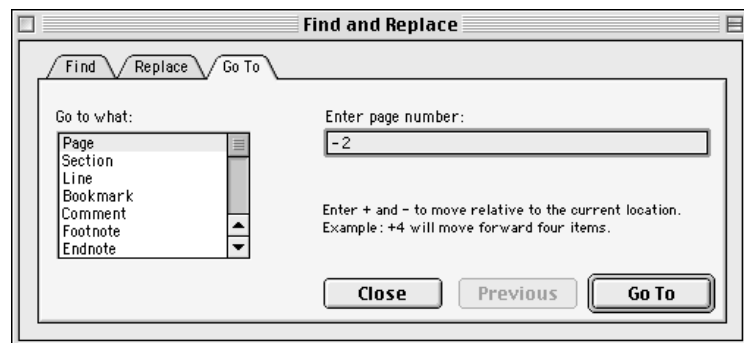 Find and Replace
Find Replace Go To
Go to what:
Page
Section
Line
Bookmark
Comment
Footnote
Endnote
Enter page number:
-2
Enter + and - to move relative to the current location.
Example: +4 will move forward four items.
Close Previous Go To